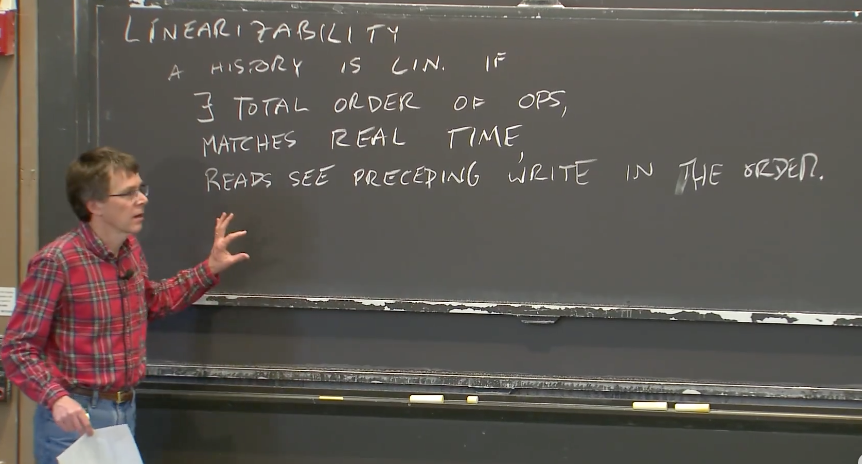 LINEARIZABILITY
A HISTORY IS LIN. IF
∃ TOTAL ORDER OF OPS,
MATCHES REAL TIME,
READS SEE PRECEDING WRITE IN THE ORDER.